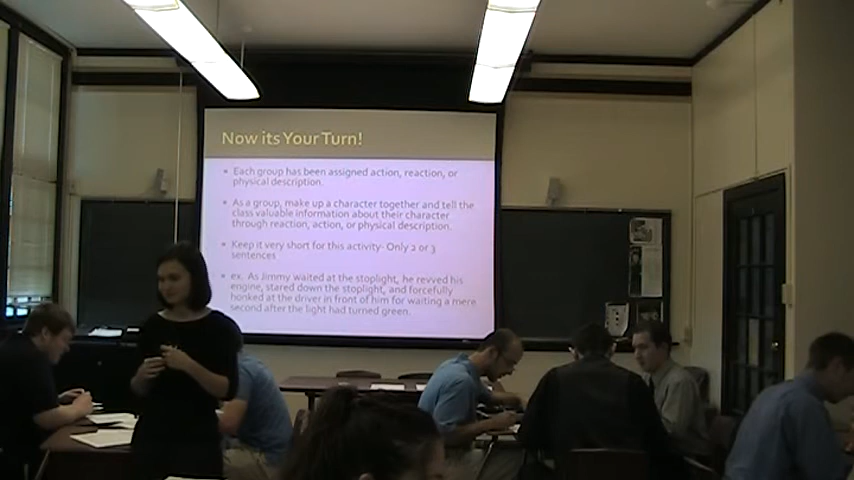 Now its Your Turn!
Each group has been assigned action, reaction, or
physical description.
As a group, make up a character together and tell the
class valuable information about their character
through reaction, action, or physical description.
Keep it very short for this activity- Only 2 or 3
sentences
ex. As Jimmy waited at the stoplight, he revved his
engine, stared down the stoplight, and forcefully
honked at the driver in front of him for waiting a mere
second after the light had turned green.